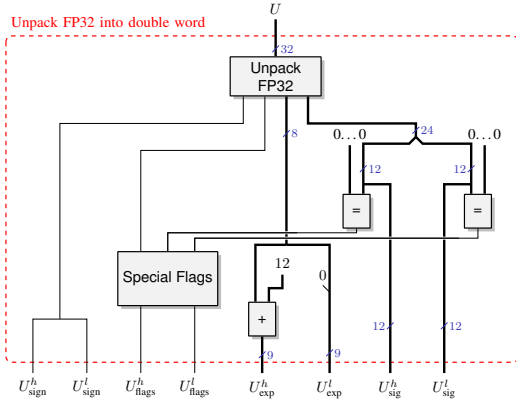 U
Unpack FP32 into double word
32
Unpack
FP32
8
24
0...0
0...0
12
12
=
=
Special Flags
12
0
+
12
12
9
9
U^h_sign
U^l_sign
U^h_flags
U^l_flags
U^h_exp
U^l_exp
U^h_sig
U^l_sig